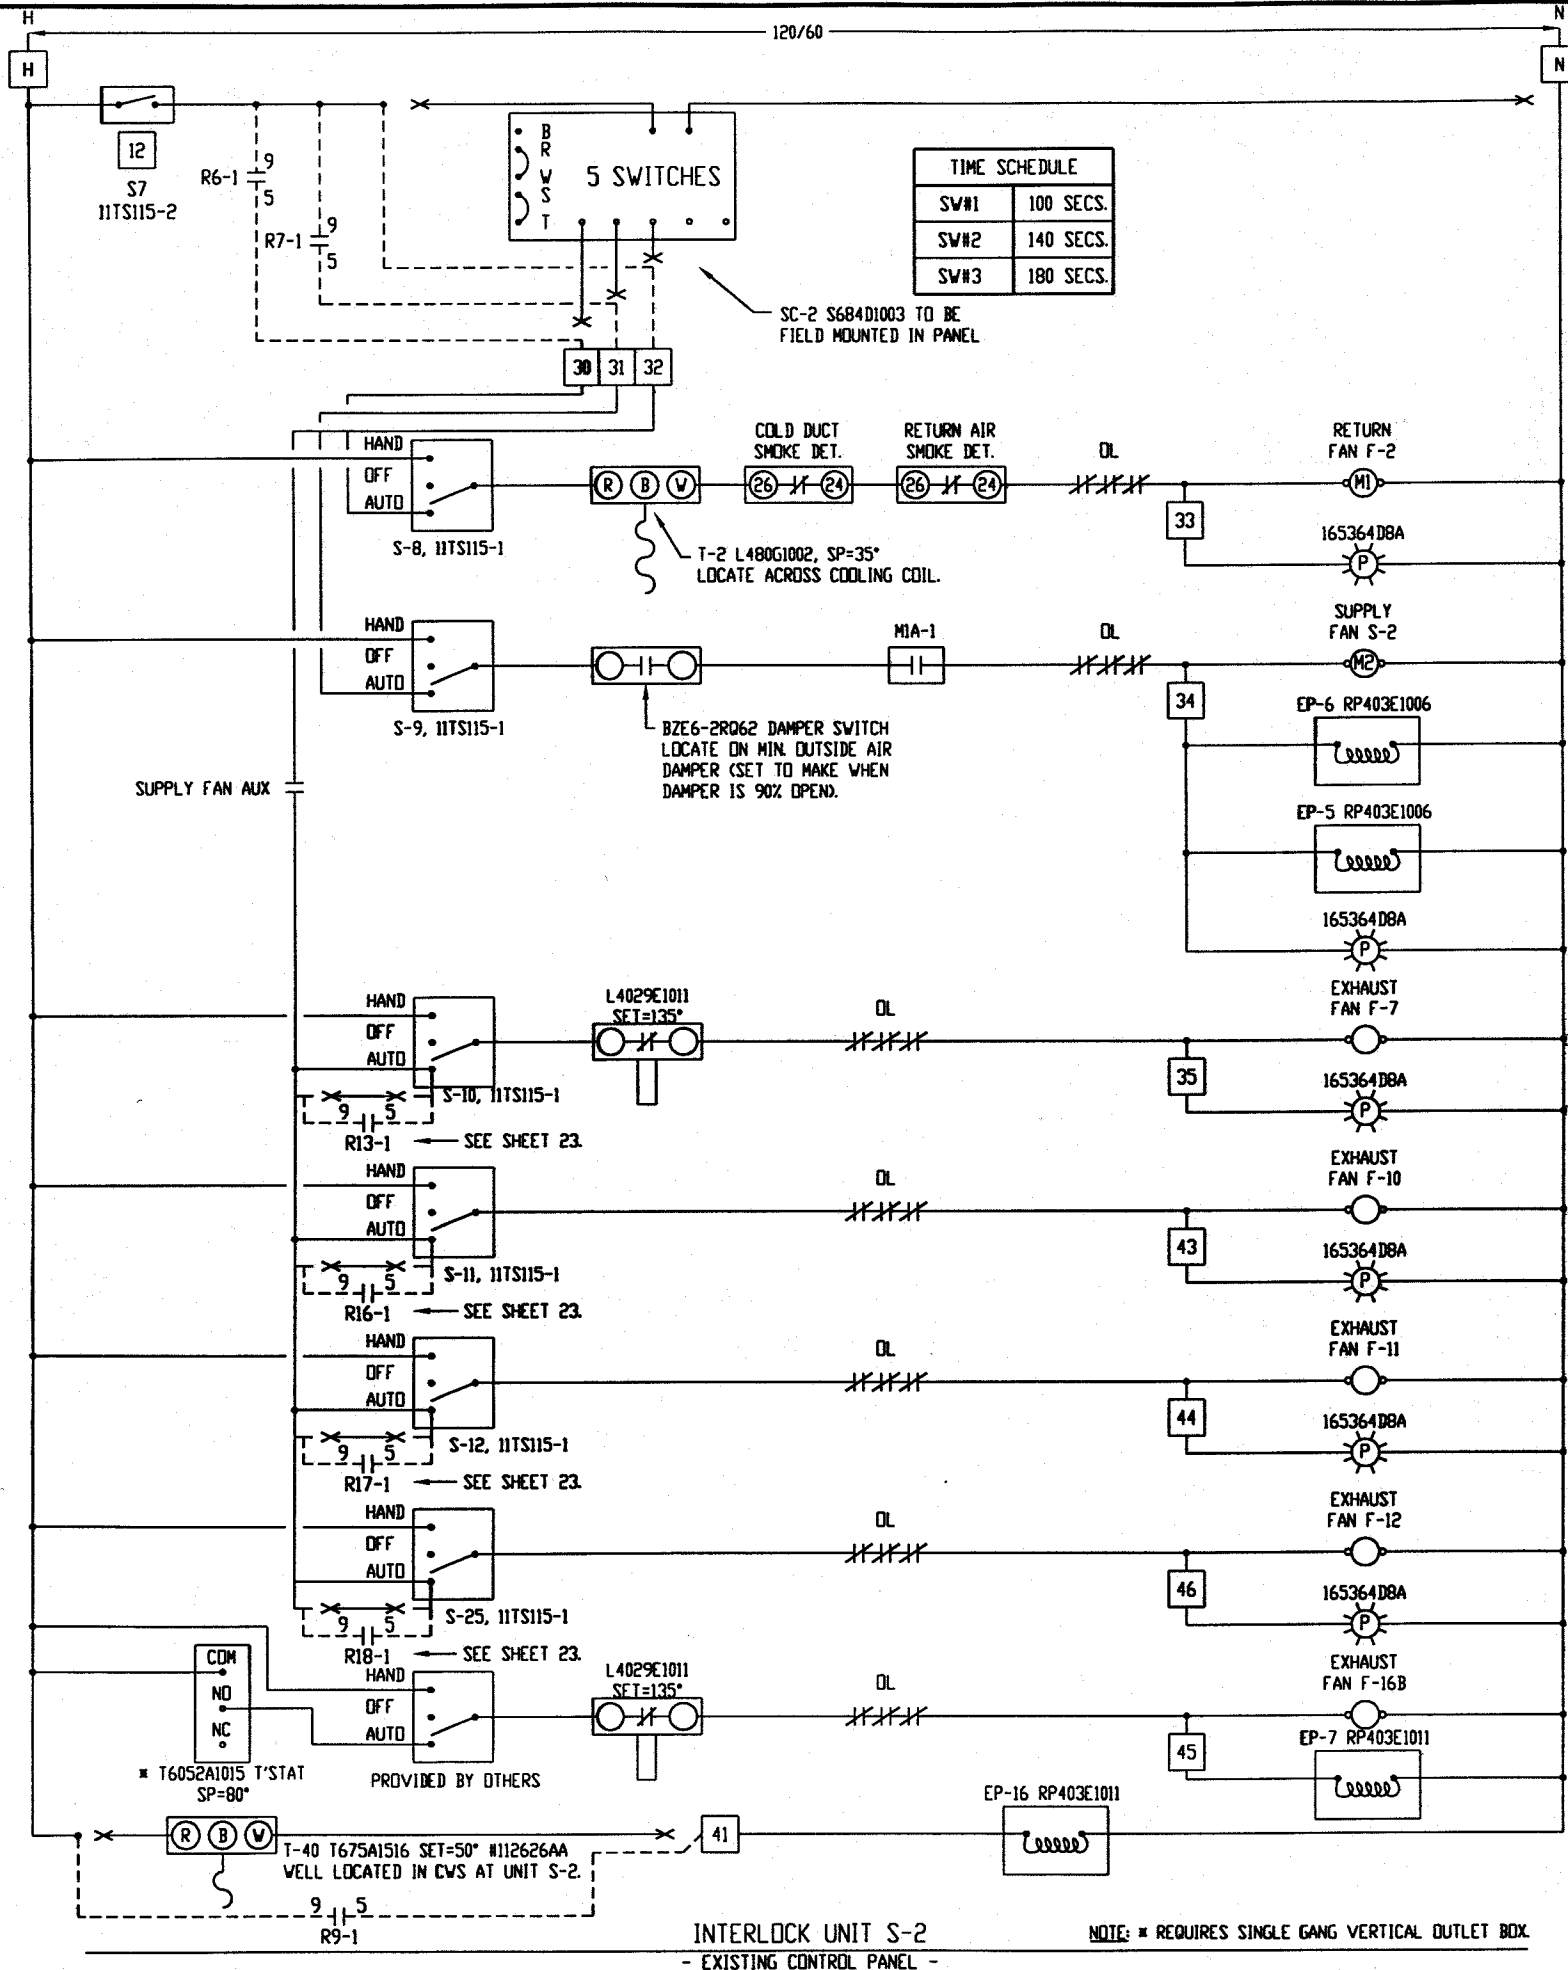 H
N
120/60
H
N
12
S7
11TS115-2
R6-1
9
5
R7-1
9
5
B
R
W
S
T
5 SWITCHES
TIME SCHEDULE
SW#1 100 SECS.
SW#2 140 SECS.
SW#3 180 SECS.
SC-2 S684D1003 TO BE
FIELD MOUNTED IN PANEL
30 31 32
HAND
OFF
AUTO
S-8, 11TS115-1
R B W
COLD DUCT
SMOKE DET.
26 24
RETURN AIR
SMOKE DET.
26 24
OL
RETURN
FAN F-2
M1
33
165364D8A
P
T-2 L480G1002, SP=35°
LOCATE ACROSS COOLING COIL.
HAND
OFF
AUTO
S-9, 11TS115-1
M1A-1
OL
SUPPLY
FAN S-2
M2
34
BZE6-2RQ62 DAMPER SWITCH
LOCATE ON MIN. OUTSIDE AIR
DAMPER (SET TO MAKE WHEN
DAMPER IS 90% OPEN).
EP-6 RP403E1006
EP-5 RP403E1006
165364D8A
P
SUPPLY FAN AUX
HAND
OFF
AUTO
S-10, 11TS115-1
L4029E1011
SET=135°
OL
EXHAUST
FAN F-7
35
165364D8A
P
9 5
R13-1
SEE SHEET 23.
HAND
OFF
AUTO
S-11, 11TS115-1
OL
EXHAUST
FAN F-10
43
165364D8A
P
9 5
R16-1
SEE SHEET 23.
HAND
OFF
AUTO
S-12, 11TS115-1
OL
EXHAUST
FAN F-11
44
165364D8A
P
9 5
R17-1
SEE SHEET 23.
HAND
OFF
AUTO
S-25, 11TS115-1
OL
EXHAUST
FAN F-12
46
165364D8A
P
9 5
R18-1
SEE SHEET 23.
COM
NO
NC
* T6052A1015 T'STAT
SP=80°
HAND
OFF
AUTO
PROVIDED BY OTHERS
L4029E1011
SET=135°
OL
EXHAUST
FAN F-16B
45
EP-7 RP403E1011
R B W
T-40 T675A1516 SET=50° #112626AA
WELL LOCATED IN CWS AT UNIT S-2.
41
EP-16 RP403E1011
9 5
R9-1
INTERLOCK UNIT S-2
- EXISTING CONTROL PANEL -
NOTE: * REQUIRES SINGLE GANG VERTICAL OUTLET BOX.